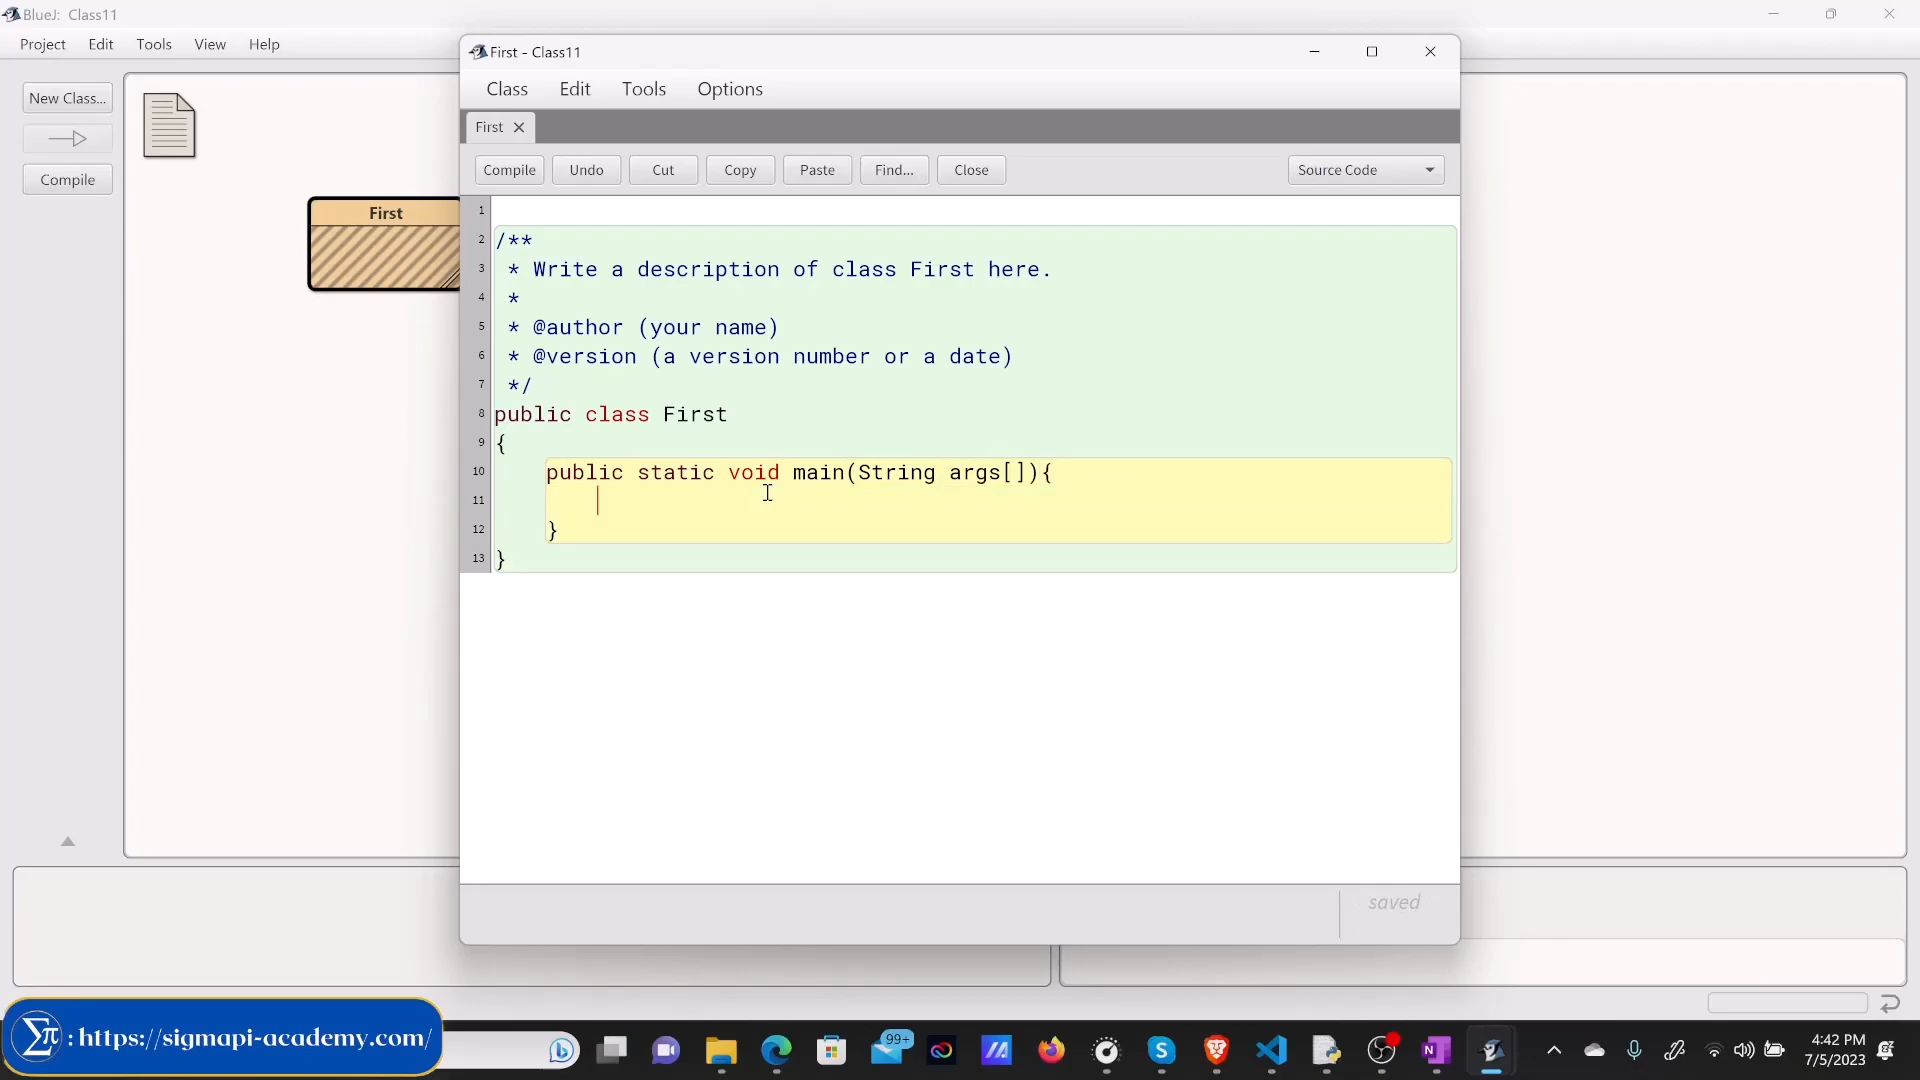 BlueJ: Class11
Project Edit Tools View Help
New Class...
Compile
First
First - Class11
Class Edit Tools Options
First
Compile Undo Cut Copy Paste Find... Close Source Code
1
2 /**
3 * Write a description of class First here.
4 *
5 * @author (your name)
6 * @version (a version number or a date)
7 */
8 public class First
9 {
10 public static void main(String args[]){
11
12 }
13 }
saved
Σπ : https://sigmapi-academy.com/
99+
4:42 PM
7/5/2023